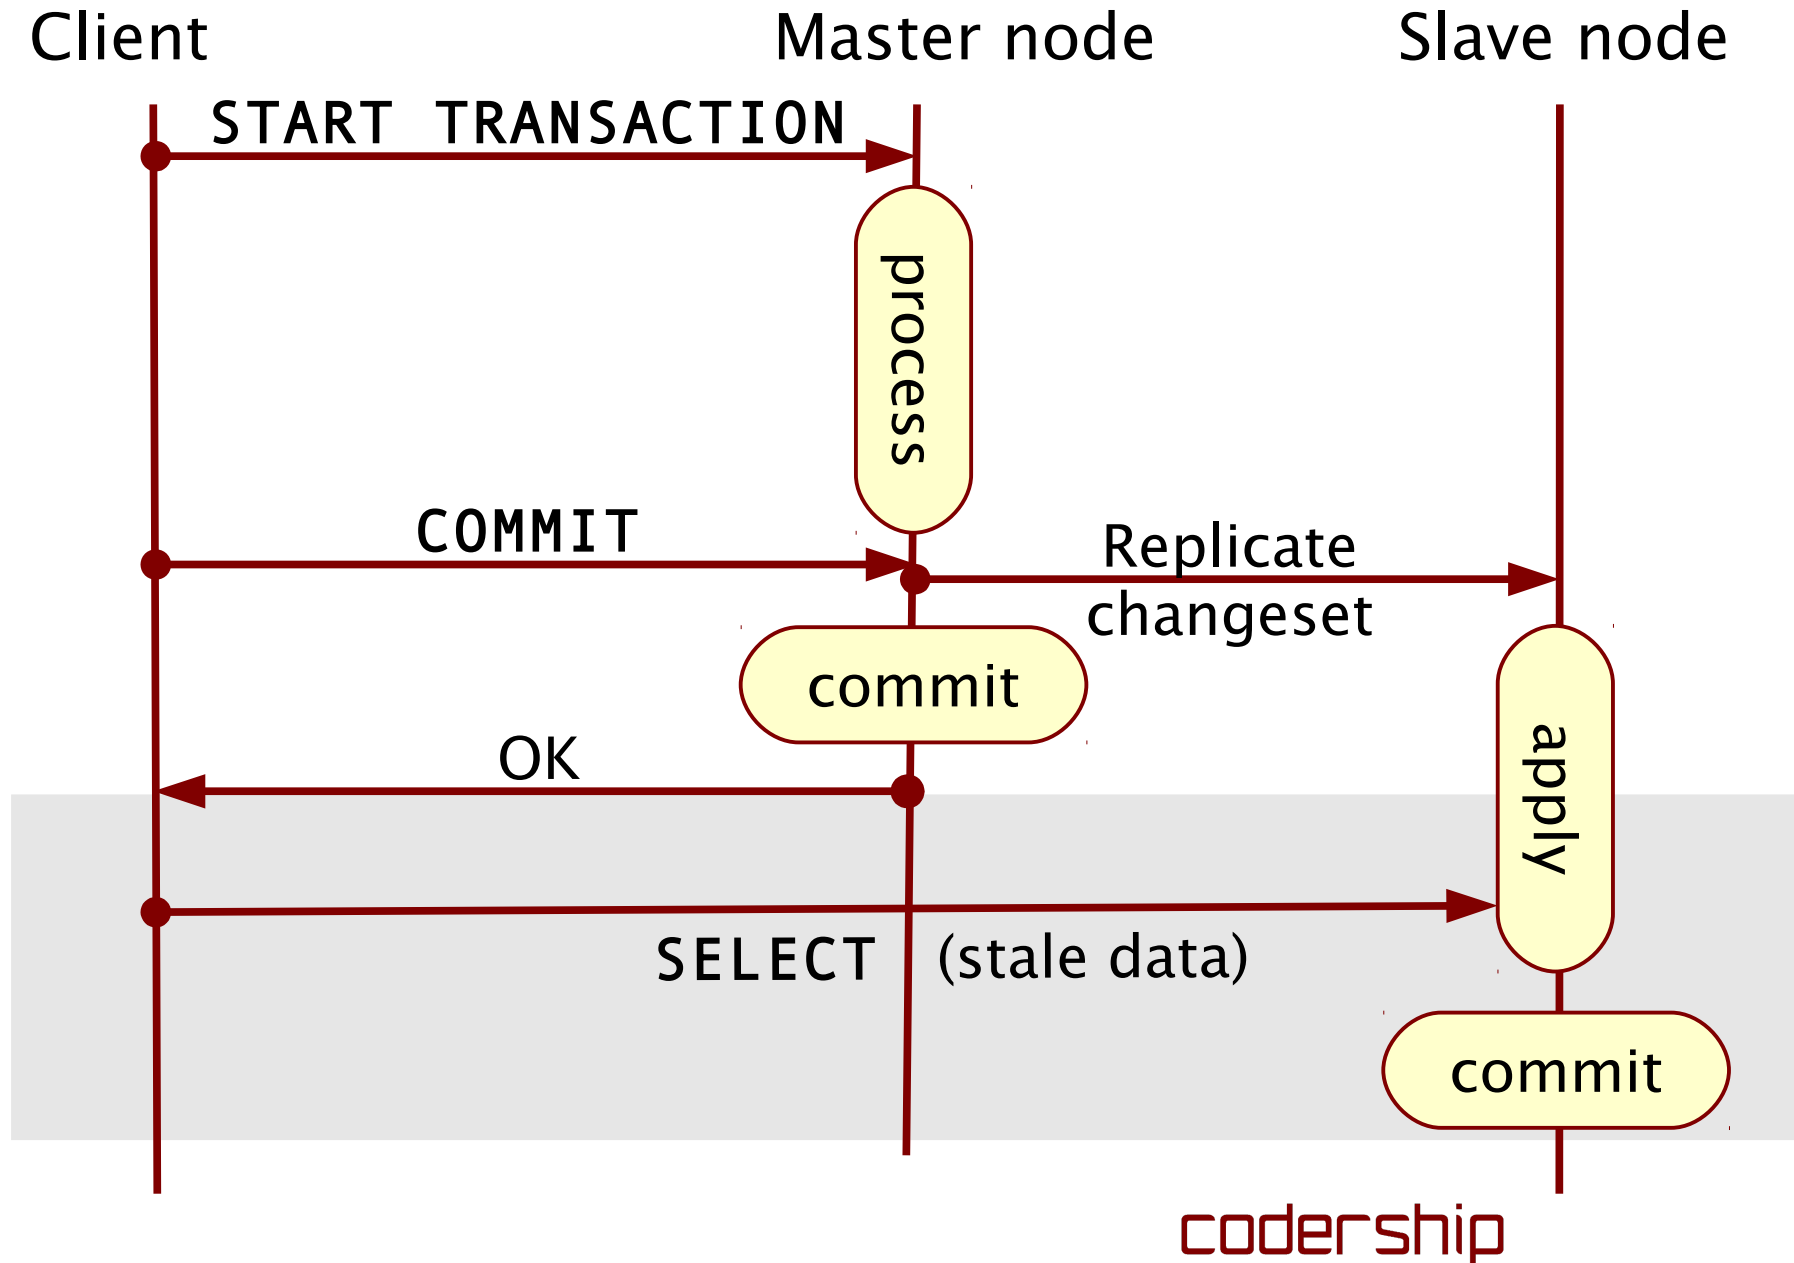 Client
Master node
Slave node
START TRANSACTION
process
COMMIT
Replicate
changeset
commit
OK
apply
SELECT (stale data)
commit
codership